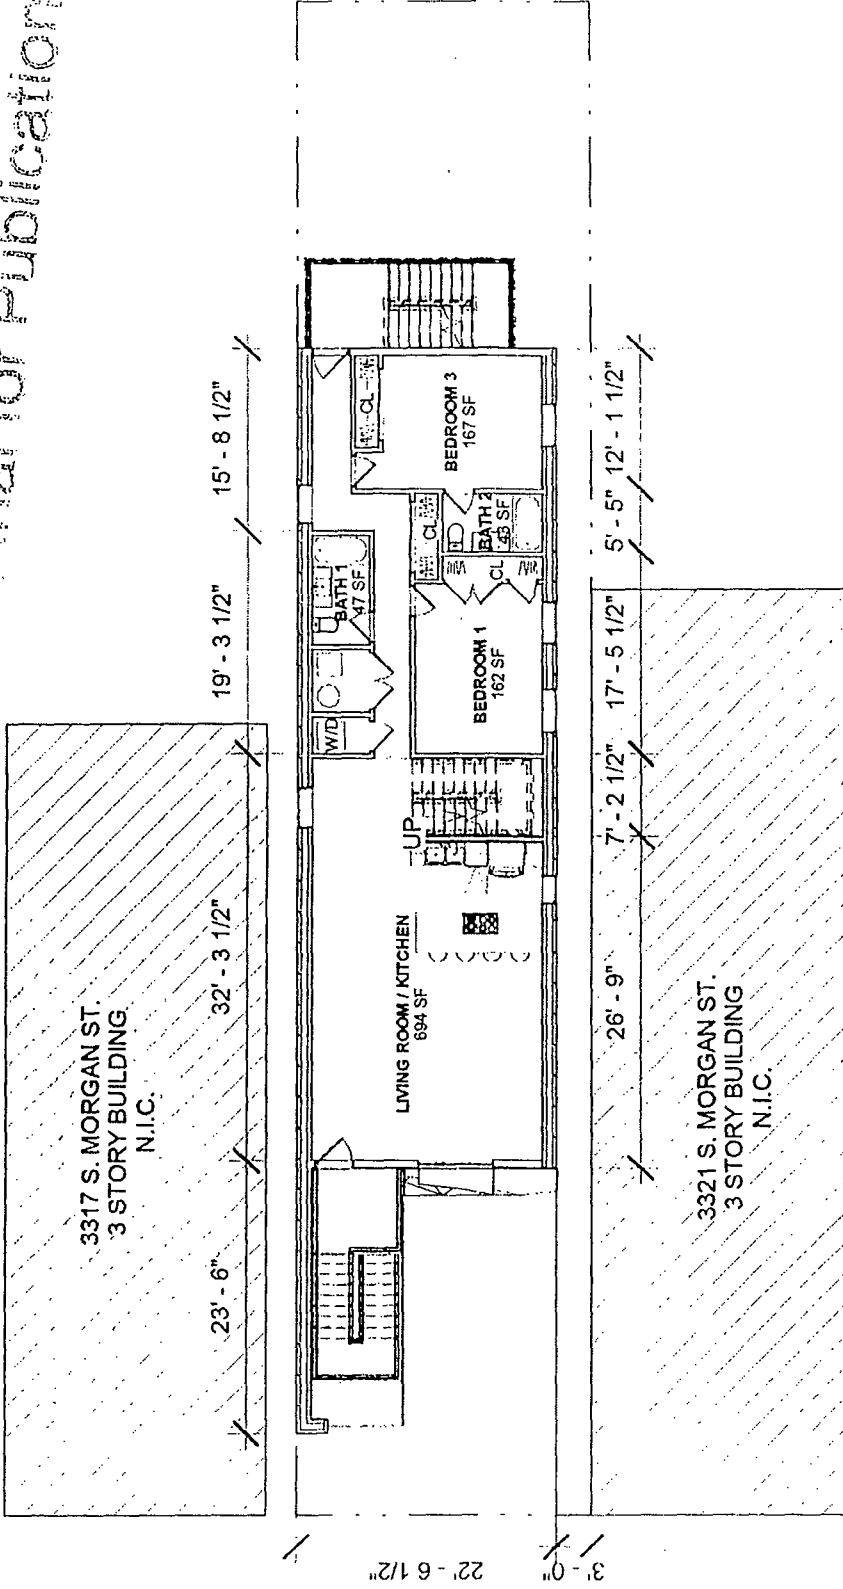 for Publication
15' - 8 1/2"
19' - 3 1/2"
32' - 3 1/2"
23' - 6"
3317 S. MORGAN ST.
3 STORY BUILDING
N.I.C.
CL
BEDROOM 3
167 SF
BATH 2
43 SF
CL
CL
BATH 1
47 SF
BEDROOM 1
162 SF
W/D
UP
LIVING ROOM / KITCHEN
694 SF
12' - 1 1/2"
5' - 5"
17' - 5 1/2"
7' - 2 1/2"
26' - 9"
3321 S. MORGAN ST.
3 STORY BUILDING
N.I.C.
22' - 6 1/2"
3' - 0"